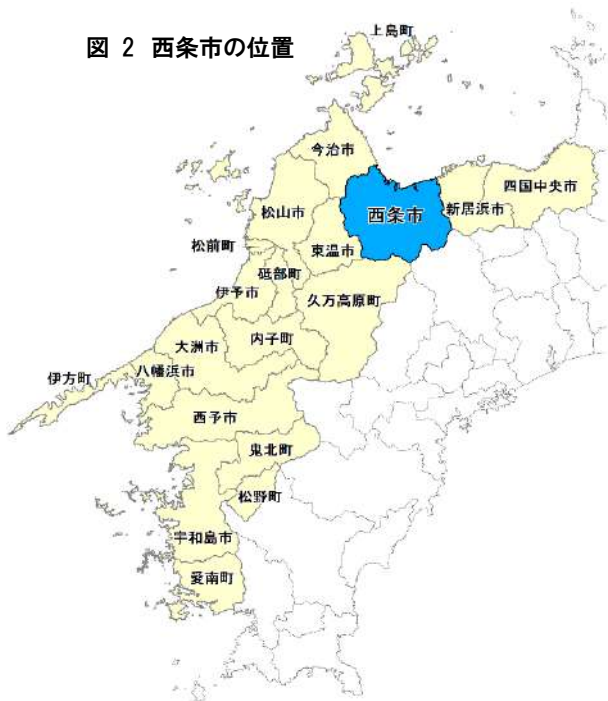 図 2 西条市の位置
上島町
今治市
四国中央市
新居浜市
西条市
松山市
東温市
松前町
砥部町
伊予市
久万高原町
内子町
大洲市
八幡浜市
伊方町
西予市
鬼北町
松野町
宇和島市
愛南町